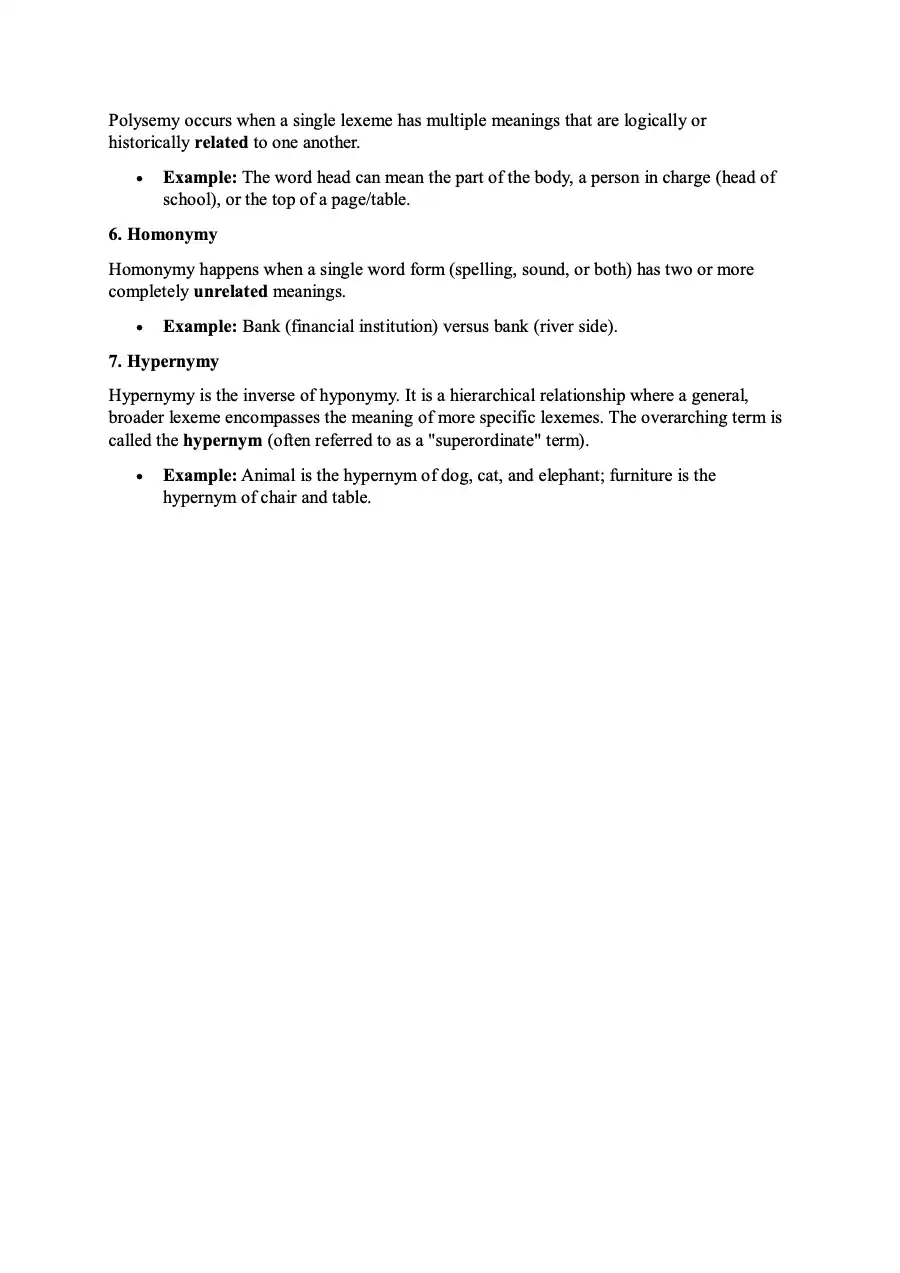 Polysemy occurs when a single lexeme has multiple meanings that are logically or
historically related to one another.
• Example: The word head can mean the part of the body, a person in charge (head of
school), or the top of a page/table.
6. Homonymy
Homonymy happens when a single word form (spelling, sound, or both) has two or more
completely unrelated meanings.
• Example: Bank (financial institution) versus bank (river side).
7. Hypernymy
Hypernymy is the inverse of hyponymy. It is a hierarchical relationship where a general,
broader lexeme encompasses the meaning of more specific lexemes. The overarching term is
called the hypernym (often referred to as a "superordinate" term).
• Example: Animal is the hypernym of dog, cat, and elephant; furniture is the
hypernym of chair and table.